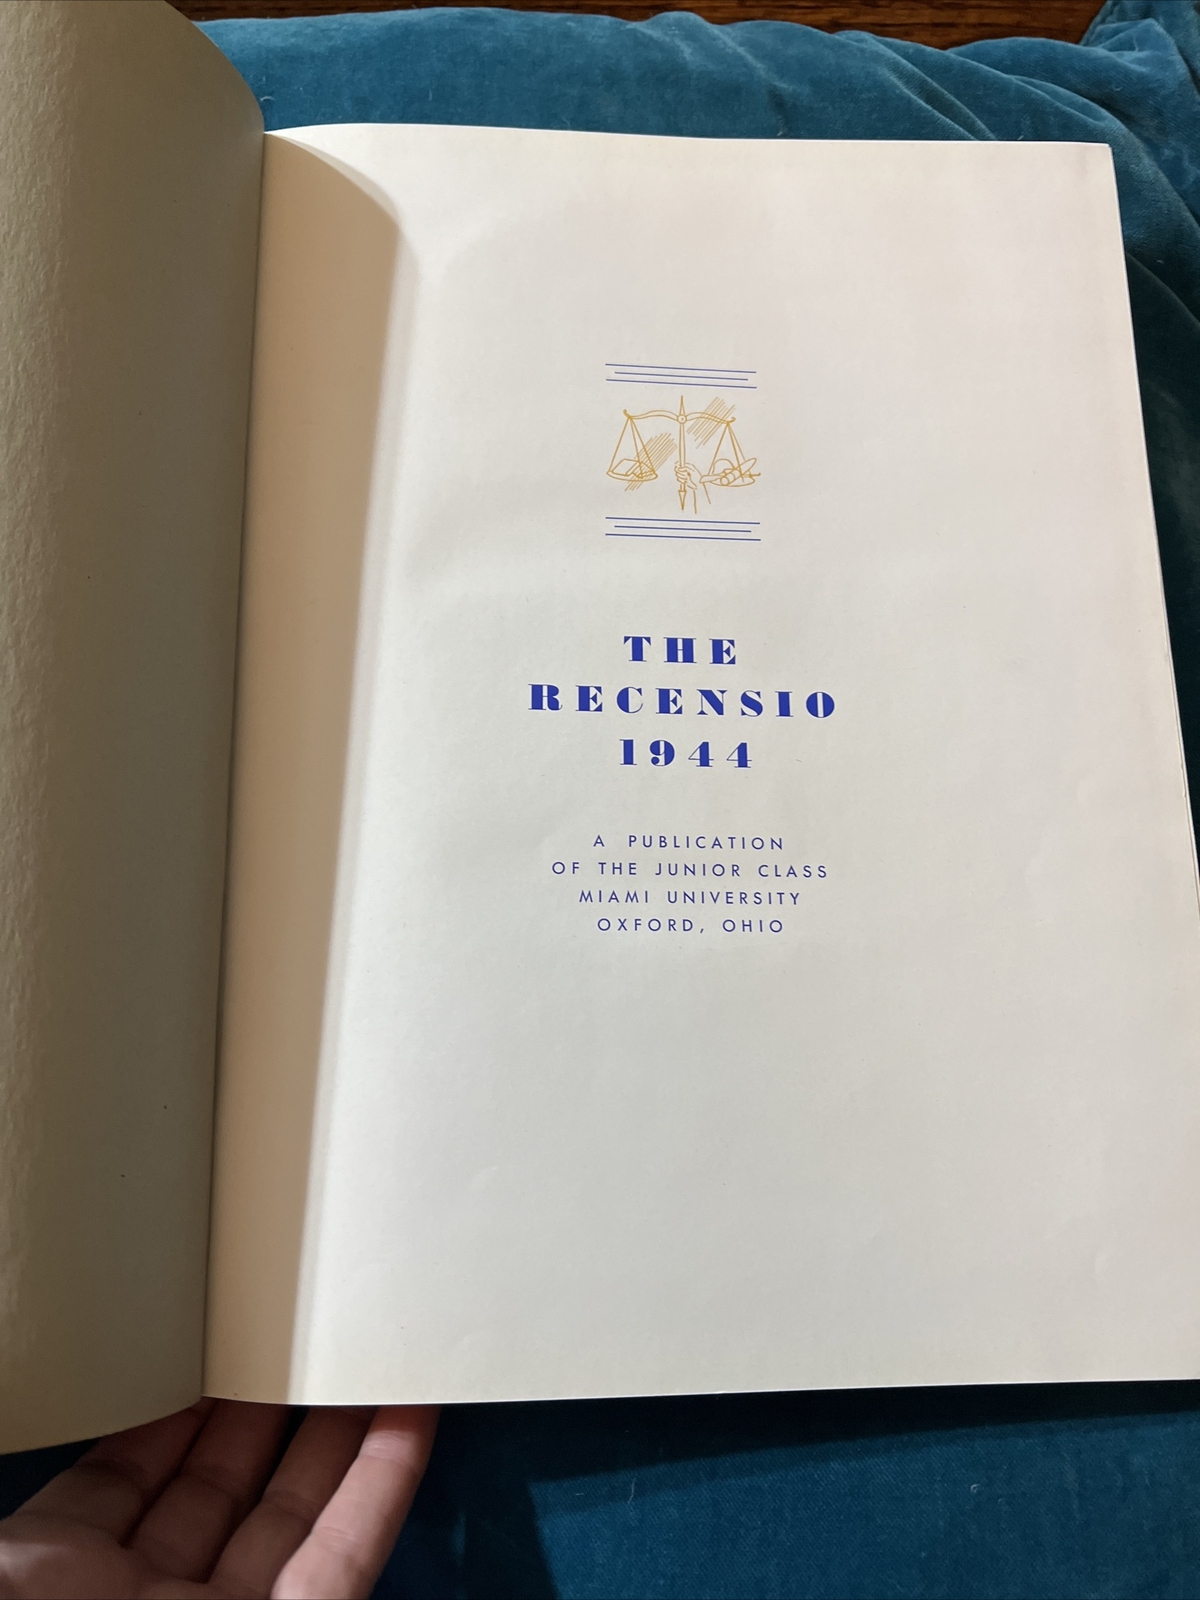 THE
RECENSIO
1944
A PUBLICATION
OF THE JUNIOR CLASS
MIAMI UNIVERSITY
OXFORD, OHIO